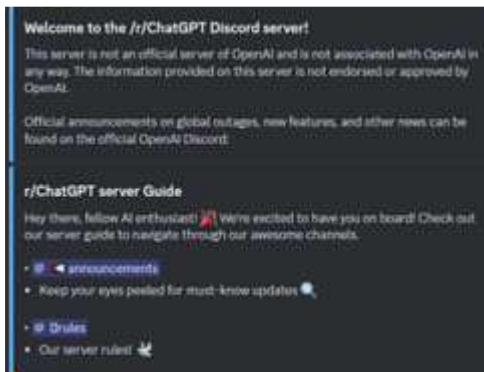 Welcome to the /r/ChatGPT Discord server!
This server is not an official server of OpenAI and is not associated with OpenAI in
any way. The information provided on this server is not endorsed or approved by
OpenAI.
Official announcements on global outages, new features, and other news can be
found on the official OpenAI Discord:
r/ChatGPT server Guide
Hey there, fellow AI enthusiast! 🎉 We're excited to have you on board! Check out
our server guide to navigate through our awesome channels.
• announcements
• Keep your eyes peeled for must-know updates 🔍
• rules
• Our server rules! 🕊